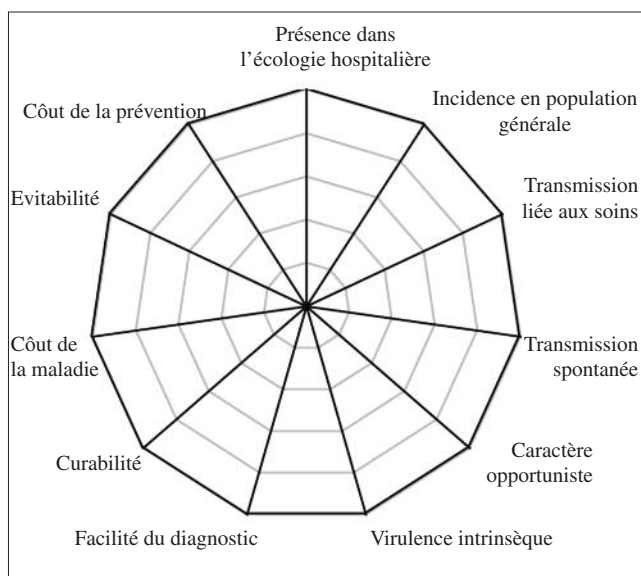 Présence dans
l’écologie hospitalière
Incidence en population
générale
Transmission
liée aux soins
Transmission
spontanée
Caractère
opportuniste
Virulence intrinsèque
Facilité du diagnostic
Curabilité
Côut de
la maladie
Evitabilité
Côut de la prévention